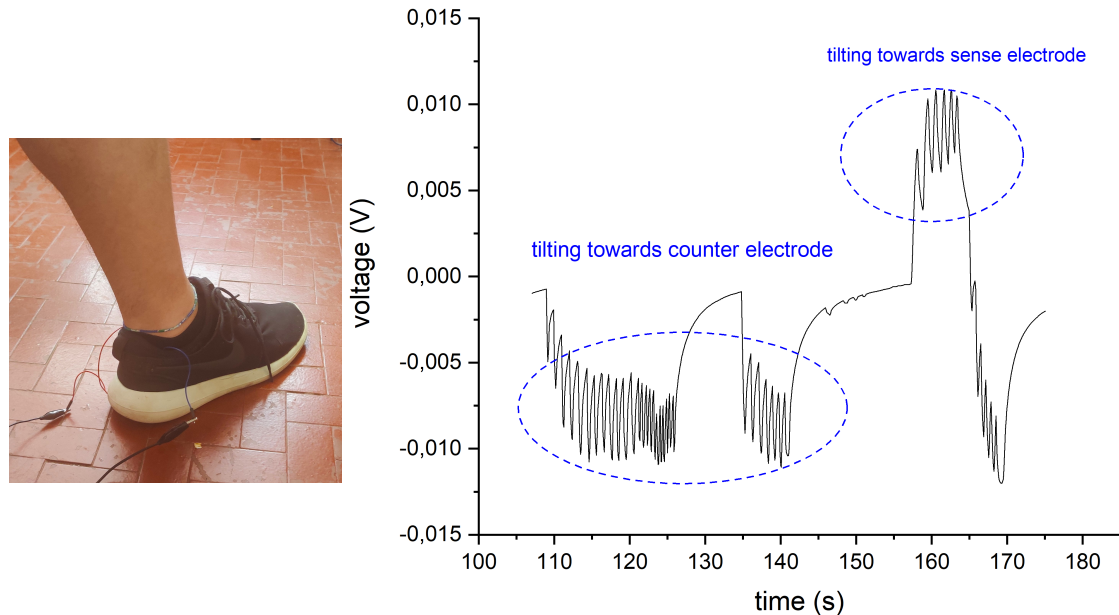 0,015
0,010
0,005
0,000
-0,005
-0,010
-0,015
voltage (V)
tilting towards sense electrode
tilting towards counter electrode
100 110 120 130 140 150 160 170 180
time (s)